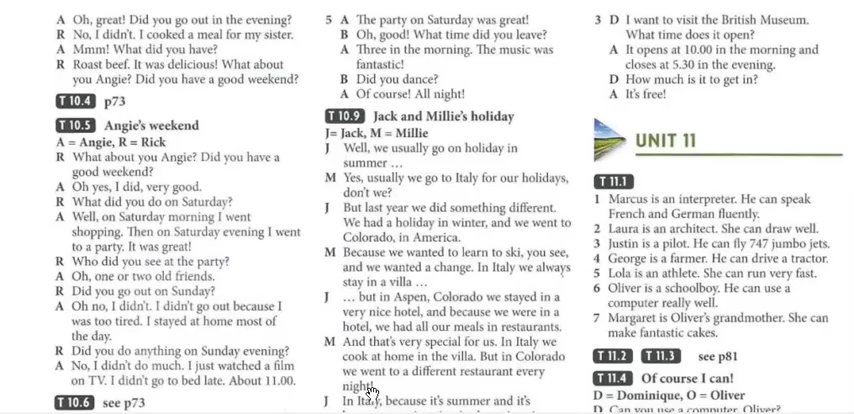 A Oh, great! Did you go out in the evening?
R No, I didn't. I cooked a meal for my sister.
A Mmm! What did you have?
R Roast beef. It was delicious! What about
you Angie? Did you have a good weekend?
T 10.4 p73
T 10.5 Angie's weekend
A = Angie, R = Rick
R What about you Angie? Did you have a
good weekend?
A Oh yes, I did, very good.
R What did you do on Saturday?
A Well, on Saturday morning I went
shopping. Then on Saturday evening I went
to a party. It was great!
R Who did you see at the party?
A Oh, one or two old friends.
R Did you go out on Sunday?
A Oh no, I didn't. I didn't go out because I
was too tired. I stayed at home most of
the day.
R Did you do anything on Sunday evening?
A No, I didn't do much. I just watched a film
on TV. I didn't go to bed late. About 11.00.
T 10.6 see p73
5 A The party on Saturday was great!
B Oh, good! What time did you leave?
A Three in the morning. The music was
fantastic!
B Did you dance?
A Of course! All night!
T 10.9 Jack and Millie's holiday
J= Jack, M = Millie
J Well, we usually go on holiday in
summer ...
M Yes, usually we go to Italy for our holidays,
don't we?
J But last year we did something different.
We had a holiday in winter, and we went to
Colorado, in America.
M Because we wanted to learn to ski, you see,
and we wanted a change. In Italy we always
stay in a villa ...
J ... but in Aspen, Colorado we stayed in a
very nice hotel, and because we were in a
hotel, we had all our meals in restaurants.
M And that's very special for us. In Italy we
cook at home in the villa. But in Colorado
we went to a different restaurant every
night!
J In Italy, because it's summer and it's
3 D I want to visit the British Museum.
What time does it open?
A It opens at 10.00 in the morning and
closes at 5.30 in the evening.
D How much is it to get in?
A It's free!
UNIT 11
T 11.1
1 Marcus is an interpreter. He can speak
French and German fluently.
2 Laura is an architect. She can draw well.
3 Justin is a pilot. He can fly 747 jumbo jets.
4 George is a farmer. He can drive a tractor.
5 Lola is an athlete. She can run very fast.
6 Oliver is a schoolboy. He can use a
computer really well.
7 Margaret is Oliver's grandmother. She can
make fantastic cakes.
T 11.2 T 11.3 see p81
T 11.4 Of course I can!
D = Dominique, O = Oliver
D Can you use a computer, Oliver?